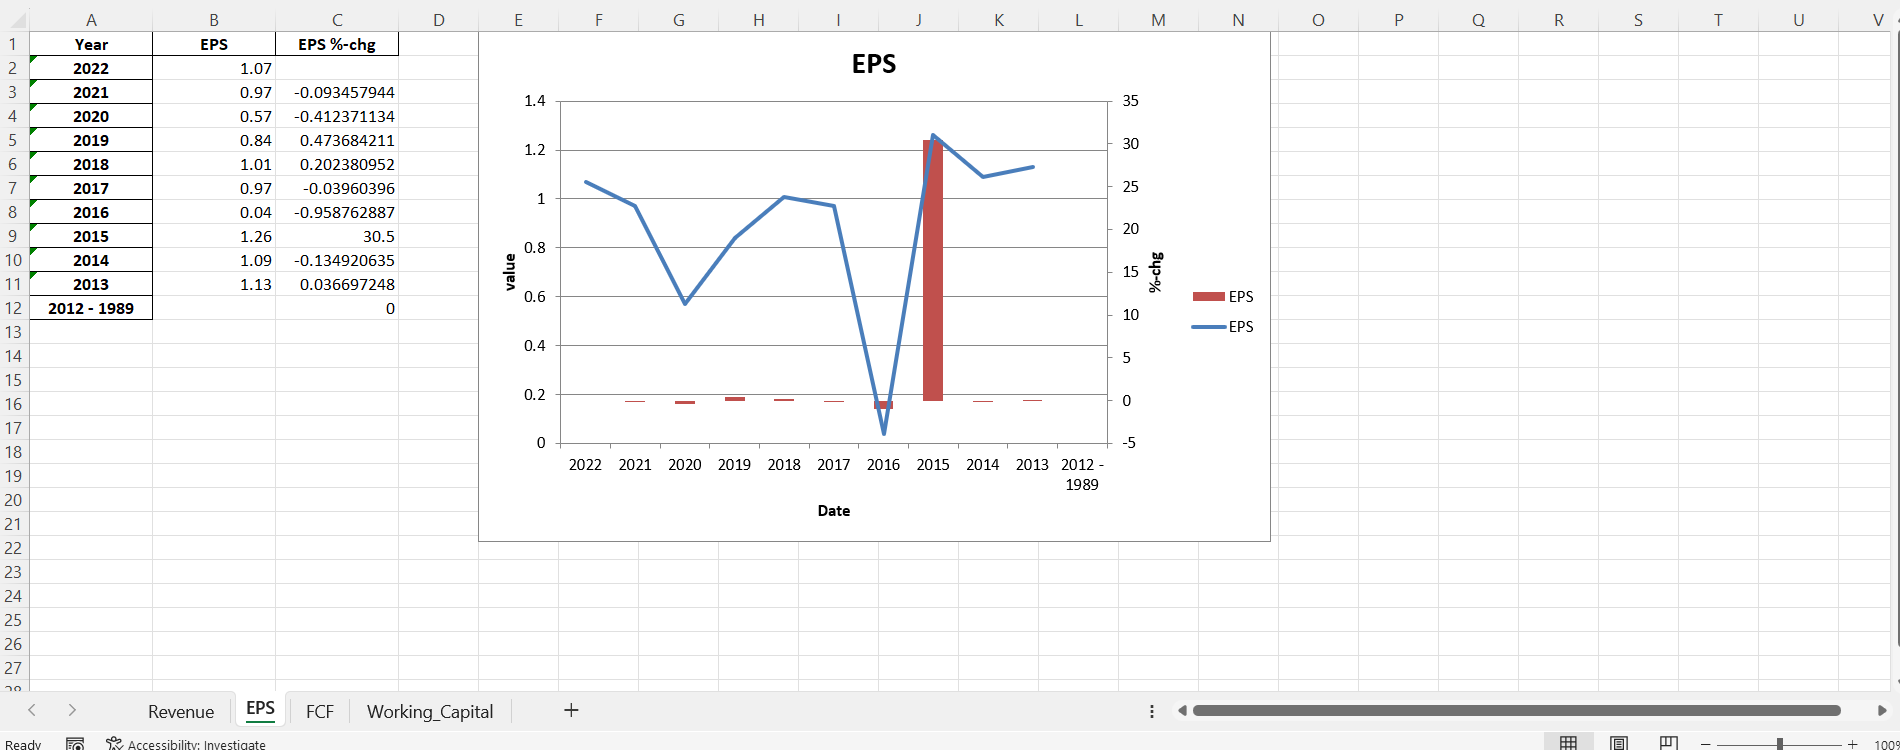 A B C D E F G H I J K L M N O P Q R S T U V
1 Year EPS EPS %-chg
2 2022 1.07
3 2021 0.97 -0.093457944
4 2020 0.57 -0.412371134
5 2019 0.84 0.473684211
6 2018 1.01 0.202380952
7 2017 0.97 -0.03960396
8 2016 0.04 -0.958762887
9 2015 1.26 30.5
10 2014 1.09 -0.134920635
11 2013 1.13 0.036697248
12 2012 - 1989 0
13
14
15
16
17
18
19
20
21
22
23
24
25
26
27
28
EPS
1.4
1.2
1
0.8
0.6
0.4
0.2
0
value
35
30
25
20
15
10
5
0
-5
%-chg
EPS
EPS
2022 2021 2020 2019 2018 2017 2016 2015 2014 2013 2012 -
1989
Date
Revenue EPS FCF Working_Capital +
Ready Accessibility: Investigate 100%